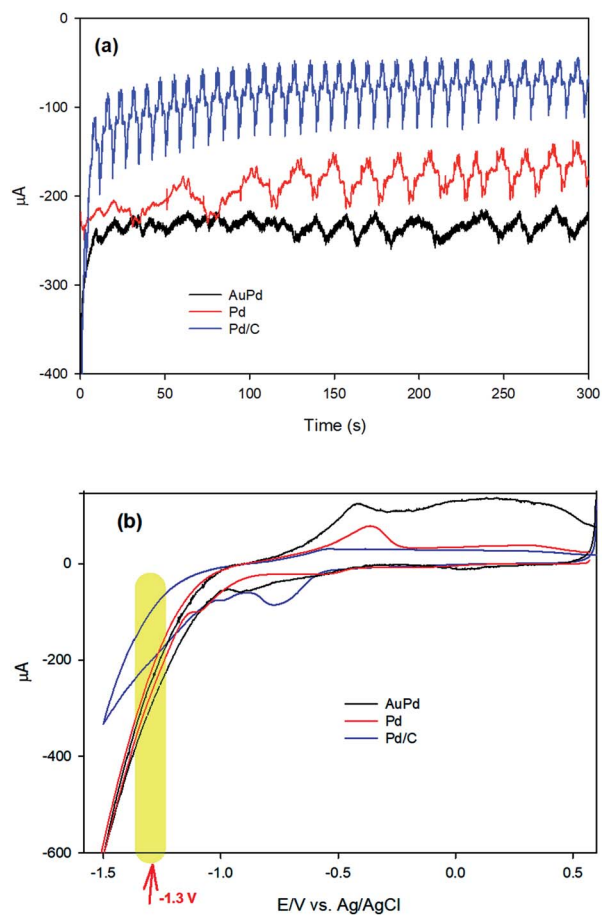 (a)
0
-100
-200
-300
-400
μA
AuPd
Pd
Pd/C
0 50 100 150 200 250 300
Time (s)
(b)
0
-200
-400
-600
μA
AuPd
Pd
Pd/C
-1.5 -1.0 -0.5 0.0 0.5
-1.3 V
E/V vs. Ag/AgCl